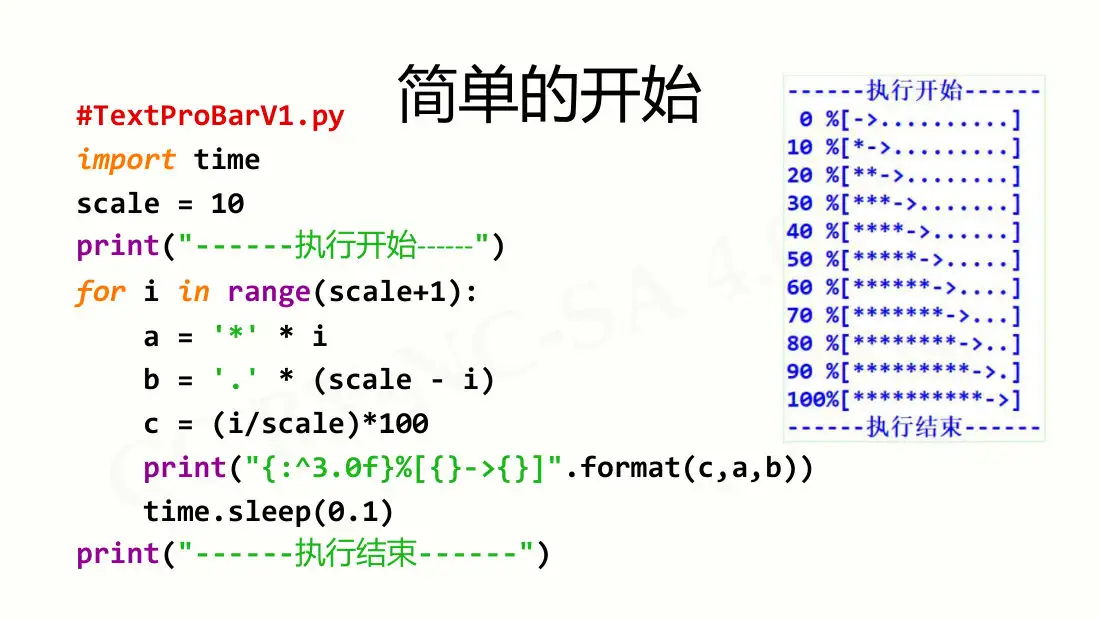 简单的开始
#TextProBarV1.py
import time
scale = 10
print("------执行开始------")
for i in range(scale+1):
    a = '*' * i
    b = '.' * (scale - i)
    c = (i/scale)*100
    print("{:^3.0f}%[{}->{}]".format(c,a,b))
    time.sleep(0.1)
print("------执行结束------")
------执行开始------
 0 %[->..........]
10 %[*->.........]
20 %[**->........]
30 %[***->.......]
40 %[****->......]
50 %[*****->.....]
60 %[******->....]
70 %[*******->...]
80 %[********->..]
90 %[*********->.]
100%[**********->]
------执行结束------